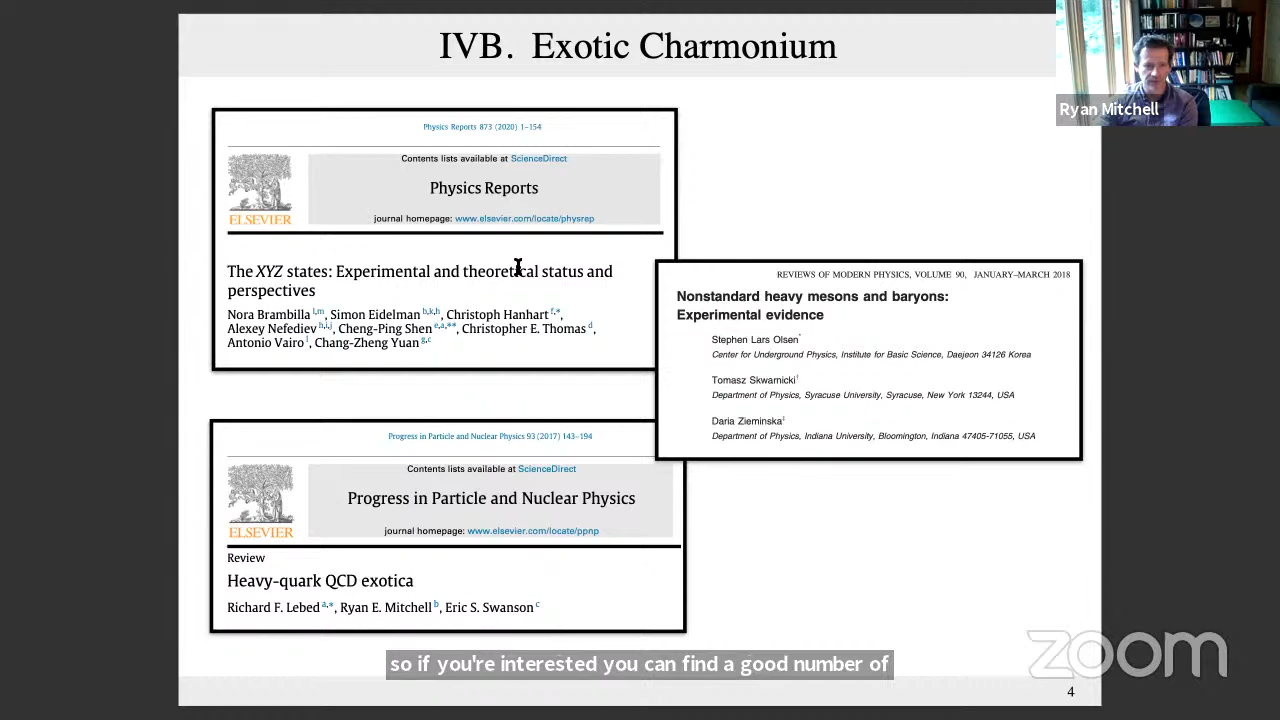 IVB. Exotic Charmonium
Ryan Mitchell
Physics Reports 873 (2020) 1–154
Contents lists available at ScienceDirect
Physics Reports
journal homepage: www.elsevier.com/locate/physrep
ELSEVIER
The XYZ states: Experimental and theoretical status and
perspectives
Nora Brambilla l,m, Simon Eidelman b,k,h, Christoph Hanhart f,*,
Alexey Nefediev h,i,j, Cheng-Ping Shen e,a,**, Christopher E. Thomas d,
Antonio Vairo l, Chang-Zheng Yuan g,c
REVIEWS OF MODERN PHYSICS, VOLUME 90, JANUARY–MARCH 2018
Nonstandard heavy mesons and baryons:
Experimental evidence
Stephen Lars Olsen*
Center for Underground Physics, Institute for Basic Science, Daejeon 34126 Korea
Tomasz Skwarnicki†
Department of Physics, Syracuse University, Syracuse, New York 13244, USA
Daria Zieminska‡
Department of Physics, Indiana University, Bloomington, Indiana 47405-71055, USA
Progress in Particle and Nuclear Physics 93 (2017) 143–194
Contents lists available at ScienceDirect
Progress in Particle and Nuclear Physics
journal homepage: www.elsevier.com/locate/ppnp
ELSEVIER
Review
Heavy-quark QCD exotica
Richard F. Lebed a,*, Ryan E. Mitchell b, Eric S. Swanson c
so if you're interested you can find a good number of
zoom
4